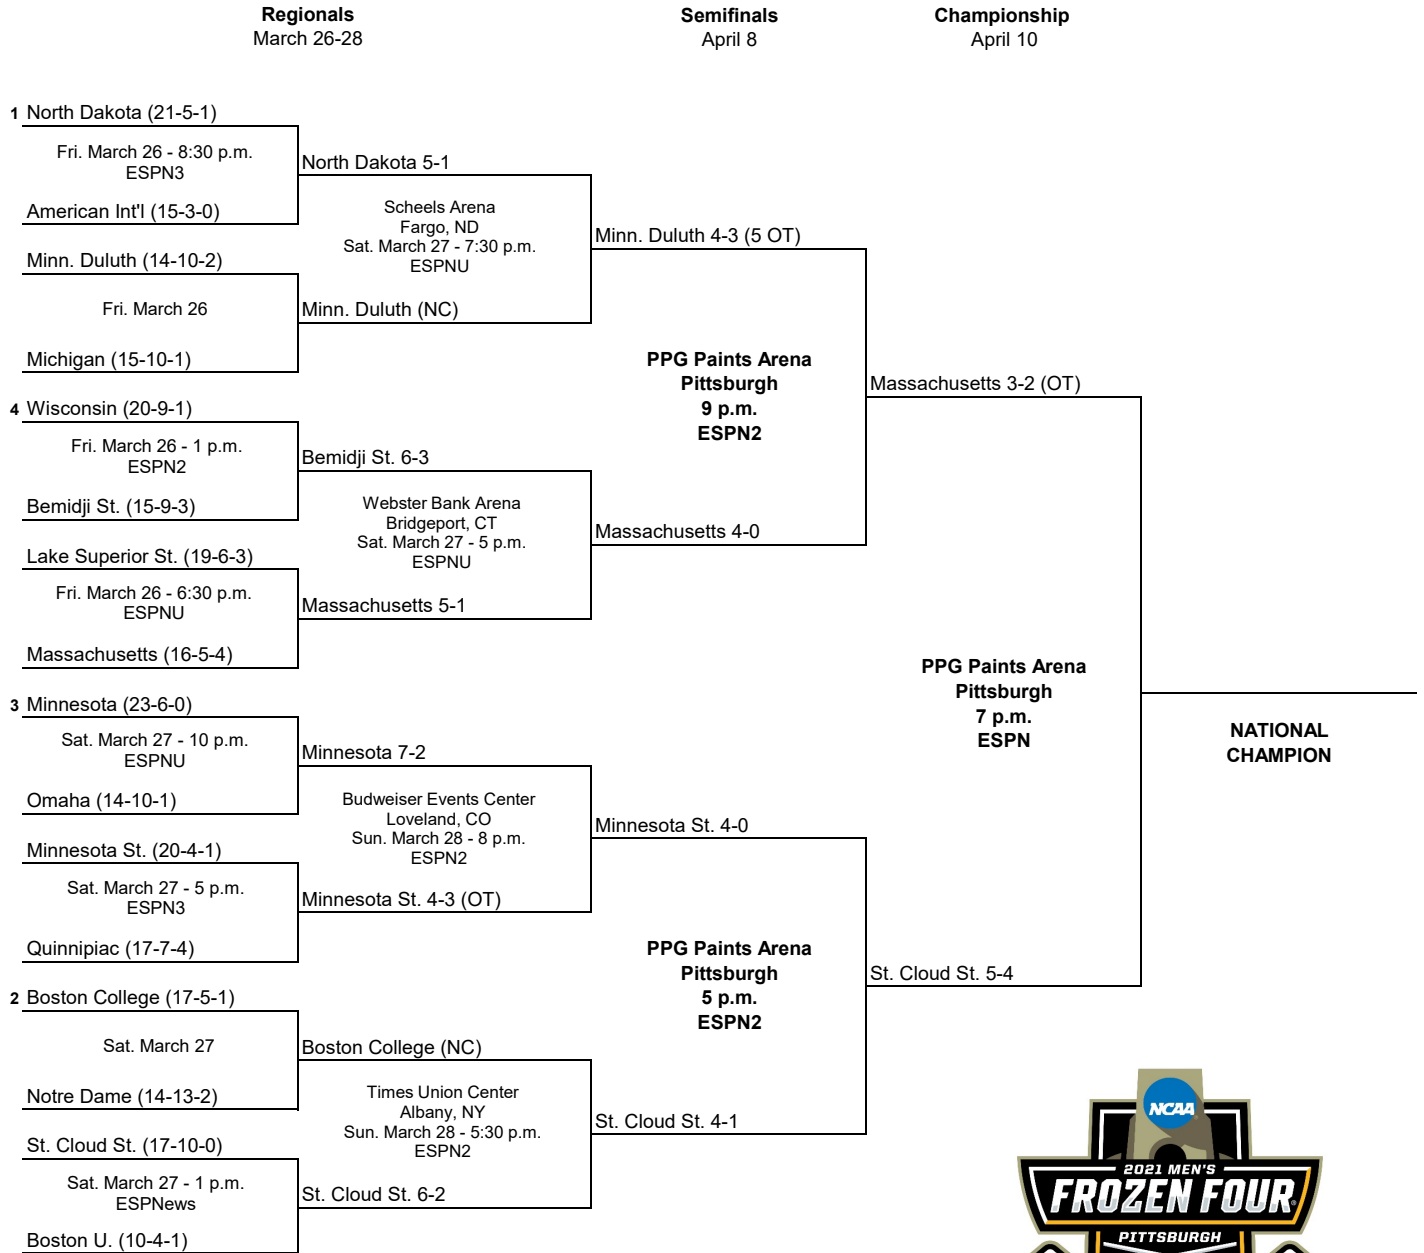 Regionals
March 26-28
Semifinals
April 8
Championship
April 10
1 North Dakota (21-5-1)
Fri. March 26 - 8:30 p.m.
ESPN3
American Int'l (15-3-0)
North Dakota 5-1
Scheels Arena
Fargo, ND
Sat. March 27 - 7:30 p.m.
ESPNU
Minn. Duluth (14-10-2)
Fri. March 26
Michigan (15-10-1)
Minn. Duluth (NC)
Minn. Duluth 4-3 (5 OT)
PPG Paints Arena
Pittsburgh
9 p.m.
ESPN2
4 Wisconsin (20-9-1)
Fri. March 26 - 1 p.m.
ESPN2
Bemidji St. (15-9-3)
Bemidji St. 6-3
Webster Bank Arena
Bridgeport, CT
Sat. March 27 - 5 p.m.
ESPNU
Lake Superior St. (19-6-3)
Fri. March 26 - 6:30 p.m.
ESPNU
Massachusetts (16-5-4)
Massachusetts 5-1
Massachusetts 4-0
Massachusetts 3-2 (OT)
PPG Paints Arena
Pittsburgh
7 p.m.
ESPN
NATIONAL
CHAMPION
3 Minnesota (23-6-0)
Sat. March 27 - 10 p.m.
ESPNU
Omaha (14-10-1)
Minnesota 7-2
Budweiser Events Center
Loveland, CO
Sun. March 28 - 8 p.m.
ESPN2
Minnesota St. (20-4-1)
Sat. March 27 - 5 p.m.
ESPN3
Quinnipiac (17-7-4)
Minnesota St. 4-3 (OT)
Minnesota St. 4-0
PPG Paints Arena
Pittsburgh
5 p.m.
ESPN2
St. Cloud St. 5-4
2 Boston College (17-5-1)
Sat. March 27
Notre Dame (14-13-2)
Boston College (NC)
Times Union Center
Albany, NY
Sun. March 28 - 5:30 p.m.
ESPN2
St. Cloud St. (17-10-0)
Sat. March 27 - 1 p.m.
ESPNews
Boston U. (10-4-1)
St. Cloud St. 6-2
St. Cloud St. 4-1
NCAA
2021 MEN'S
FROZEN FOUR®
PITTSBURGH